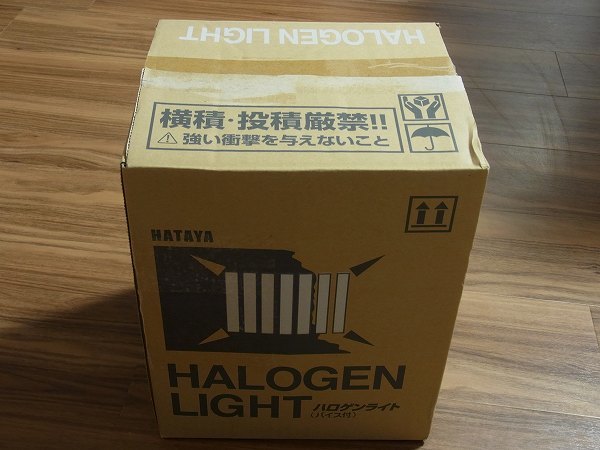 HALOGEN LIGHT
横積・投積厳禁!!
⚠強い衝撃を与えないこと
HATAYA
HALOGEN
LIGHT ハロゲンライト
(バイス付)